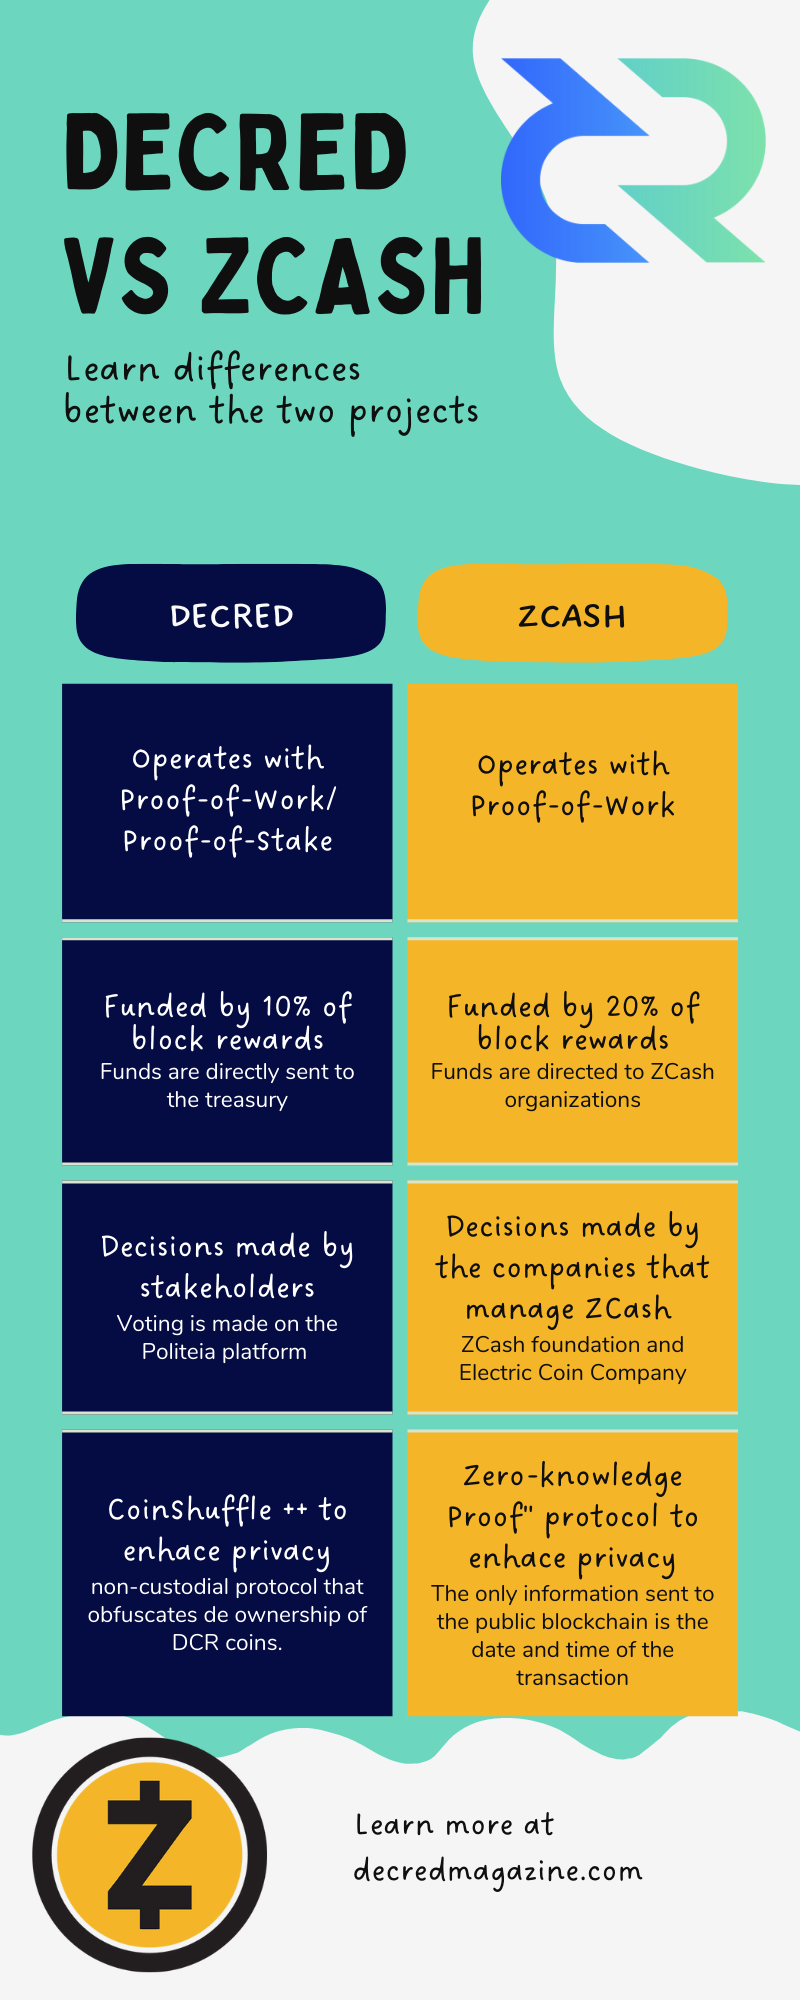 DECRED
VS ZCASH
Learn differences
between the two projects
DECRED
ZCASH
Operates with
Proof-of-Work/
Proof-of-Stake
Operates with
Proof-of-Work
Funded by 10% of
block rewards
Funds are directly sent to
the treasury
Funded by 20% of
block rewards
Funds are directed to ZCash
organizations
Decisions made by
stakeholders
Voting is made on the
Politeia platform
Decisions made by
the companies that
manage ZCash
ZCash foundation and
Electric Coin Company
CoinShuffle ++ to
enhace privacy
non-custodial protocol that
obfuscates de ownership of
DCR coins.
Zero-knowledge
Proof" protocol to
enhace privacy
The only information sent to
the public blockchain is the
date and time of the
transaction
Learn more at
decredmagazine.com